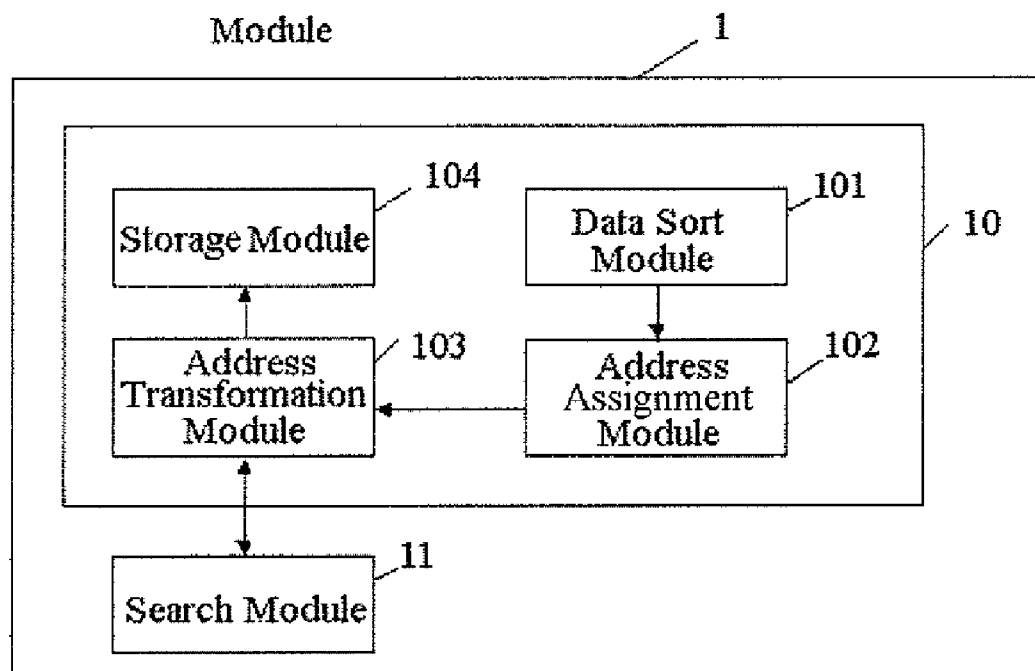 Module
1
104
Storage Module
101
Data Sort
Module
10
103
Address
Transformation
Module
102
Address
Assignment
Module
11
Search Module